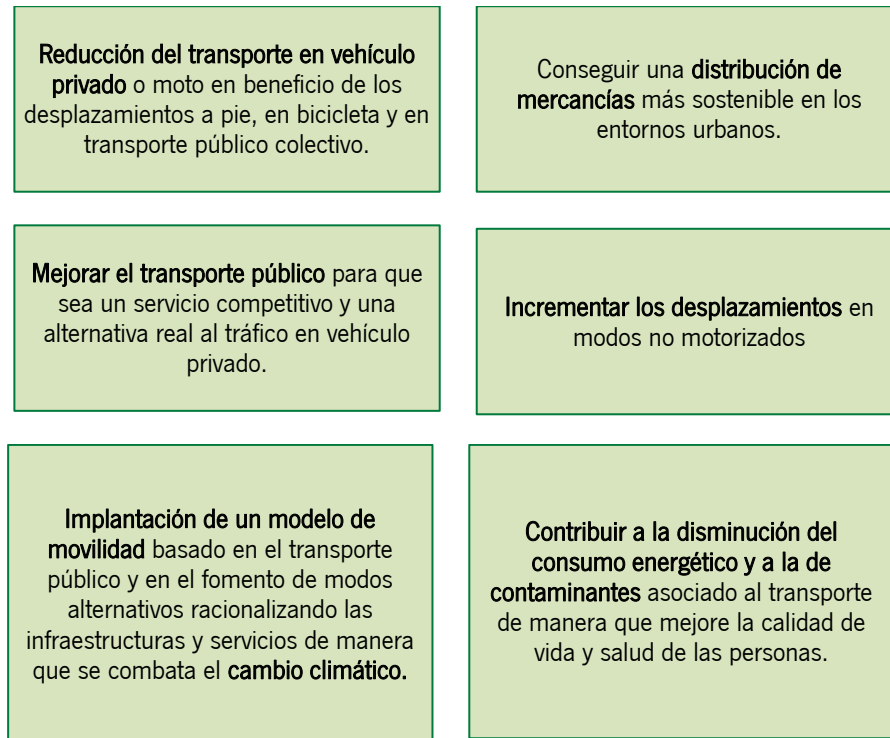 Reducción del transporte en vehículo
privado o moto en beneficio de los
desplazamientos a pie, en bicicleta y en
transporte público colectivo.
Conseguir una distribución de
mercancías más sostenible en los
entornos urbanos.
Mejorar el transporte público para que
sea un servicio competitivo y una
alternativa real al tráfico en vehículo
privado.
Incrementar los desplazamientos en
modos no motorizados
Implantación de un modelo de
movilidad basado en el transporte
público y en el fomento de modos
alternativos racionalizando las
infraestructuras y servicios de manera
que se combata el cambio climático.
Contribuir a la disminución del
consumo energético y a la de
contaminantes asociado al transporte
de manera que mejore la calidad de
vida y salud de las personas.